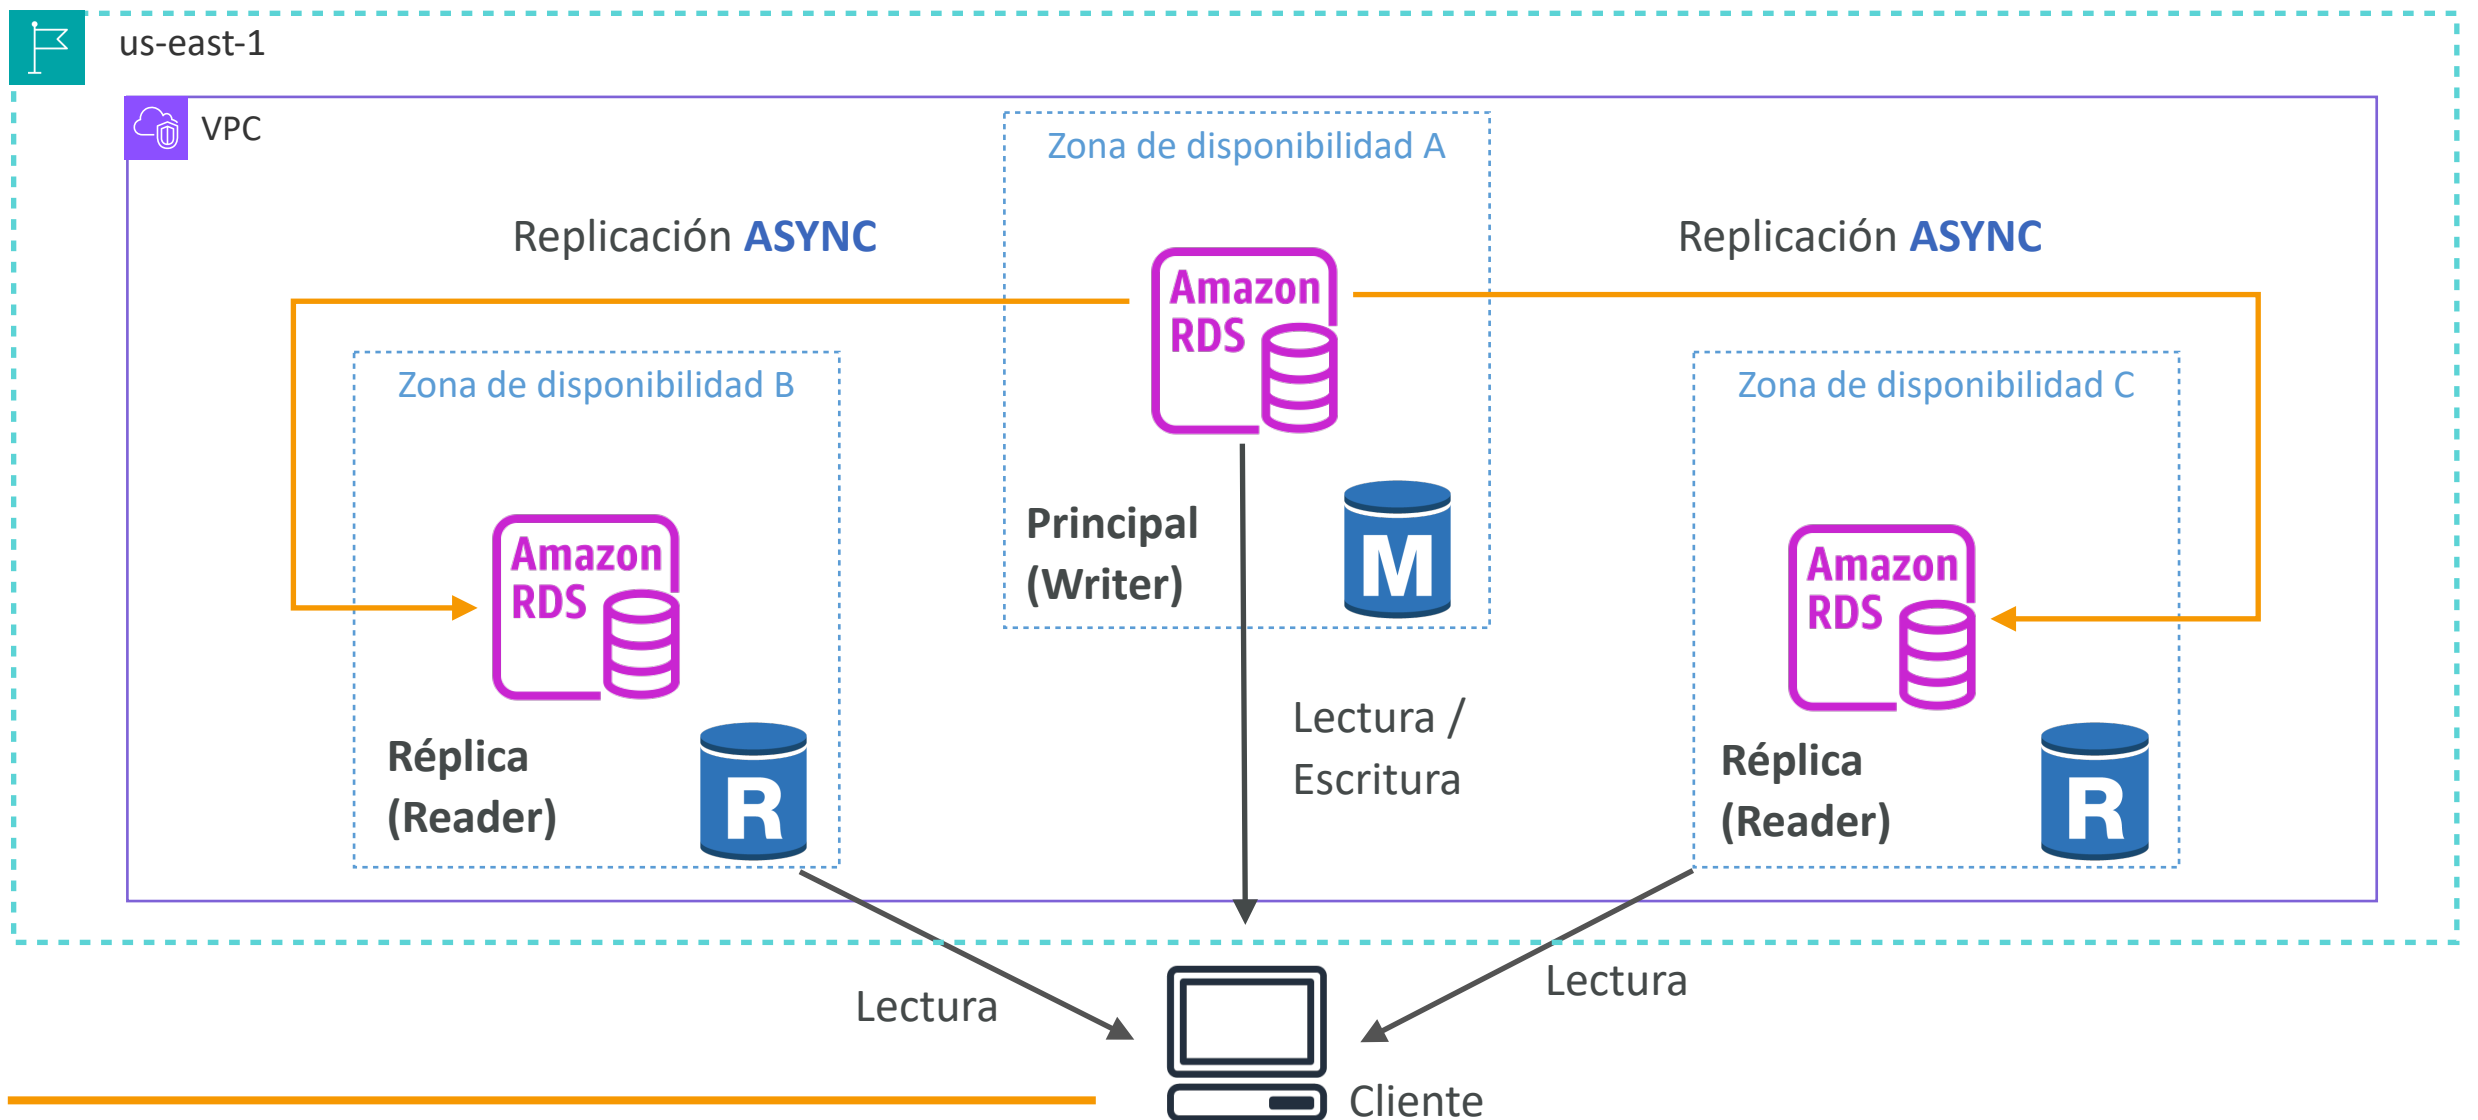 us-east-1
VPC
Zona de disponibilidad A
Replicación ASYNC
Replicación ASYNC
Amazon
RDS
Zona de disponibilidad B
Zona de disponibilidad C
Principal
(Writer)
M
Amazon
RDS
Amazon
RDS
Lectura /
Escritura
Réplica
(Reader)
R
Réplica
(Reader)
R
Lectura
Lectura
Cliente